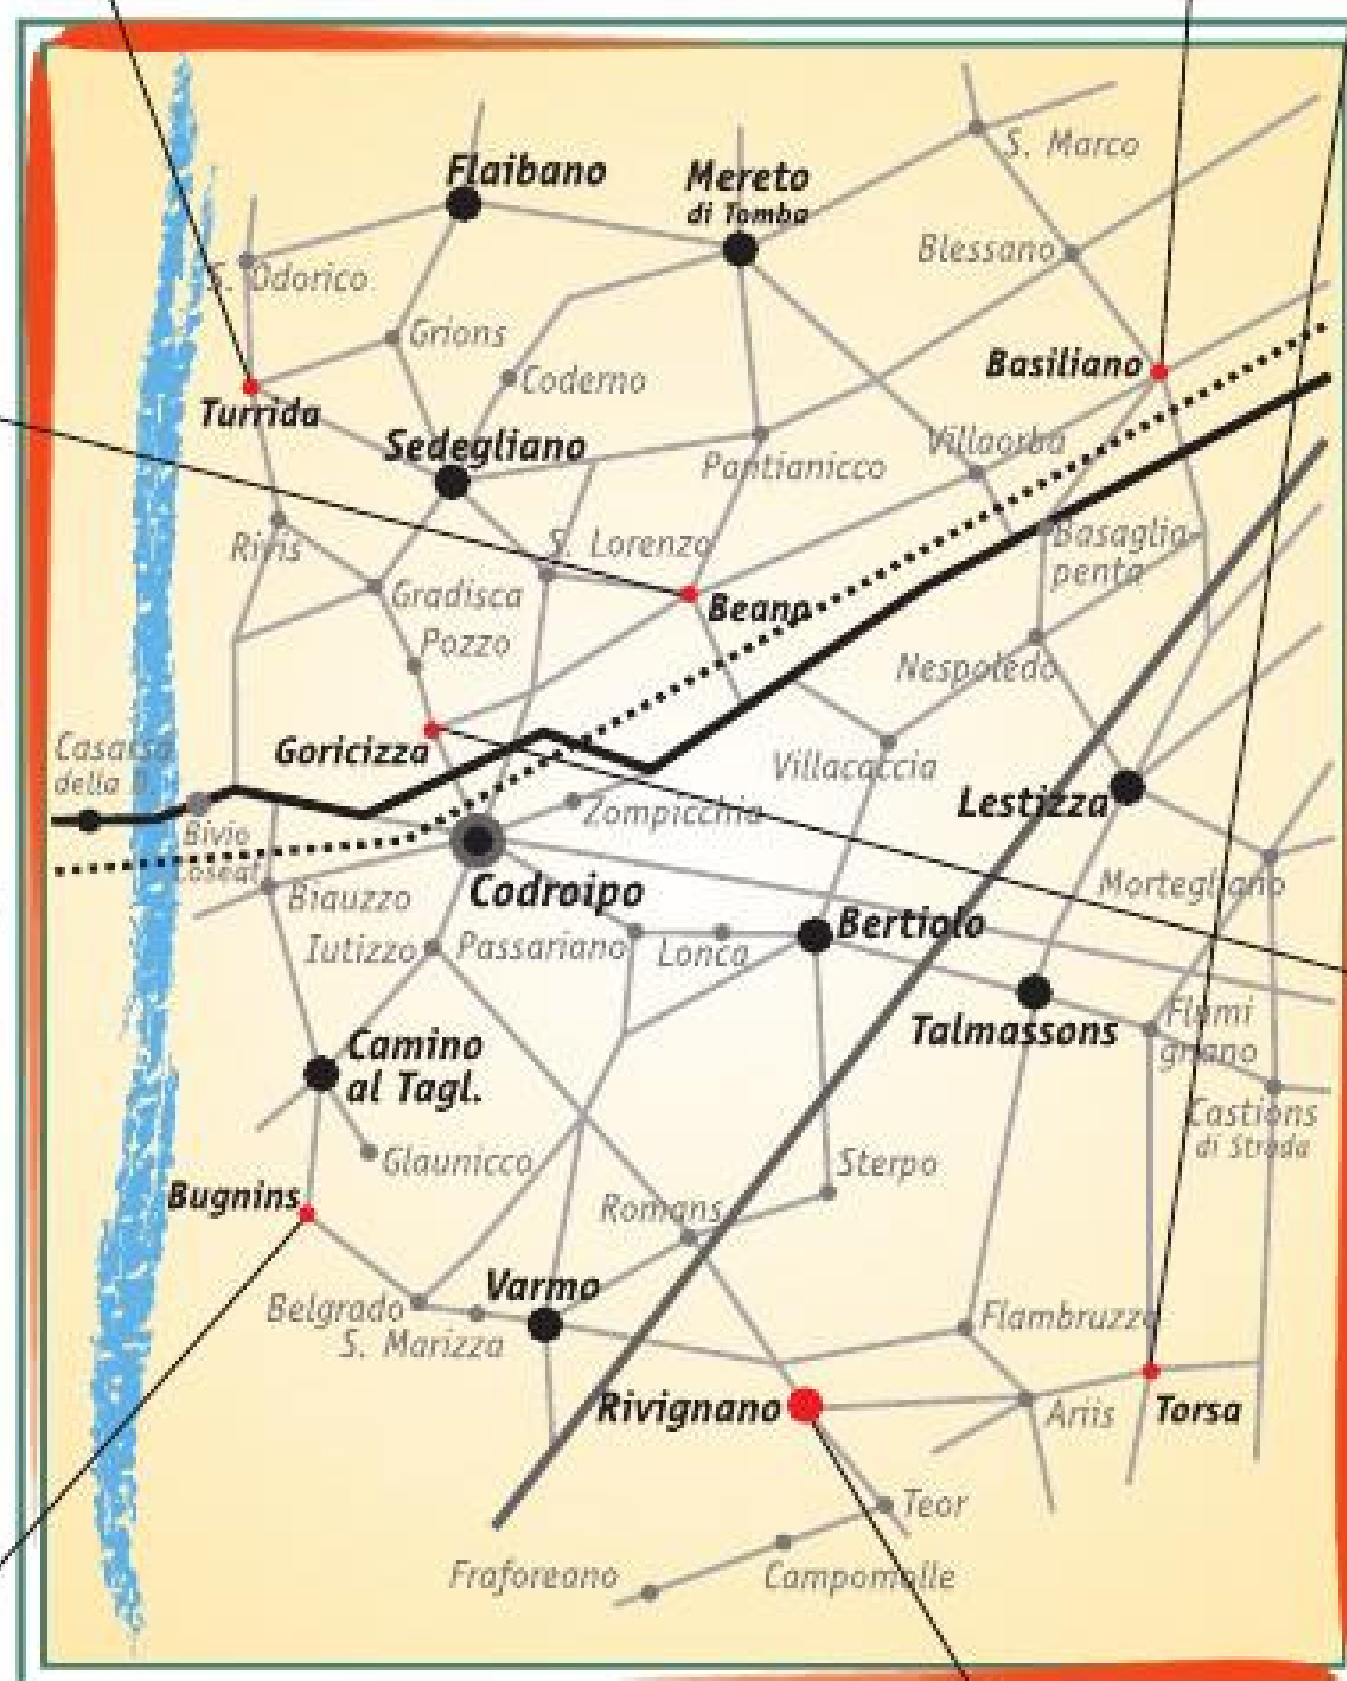 S. Marco
Flaibano
Mereto
di Tomba
Blessano
S. Odorico
Grions
Coderno
Basiliano
Turrida
Sedegliano
Villaorba
Pantianicco
Rivis
S. Lorenzo
Basaglia-
penta
Gradisca
Beano
Pozzo
Nespoledo
Goricizza
Casarsa
della D.
Villacaccia
Zompicchia
Lestizza
Bivio
Coseat
Biauzzo
Codroipo
Mortegliano
Iutizzo
Passariano
Lonca
Bertiolo
Talmassons
Flumi
gnano
Camino
al Tagl.
Castions
di Strada
Glaunicco
Sterpo
Bugnins
Romans
Varmo
Belgrado
S. Marizza
Flambruzzo
Rivignano
Ariis
Torsa
Teor
Fraforeano
Campomolle